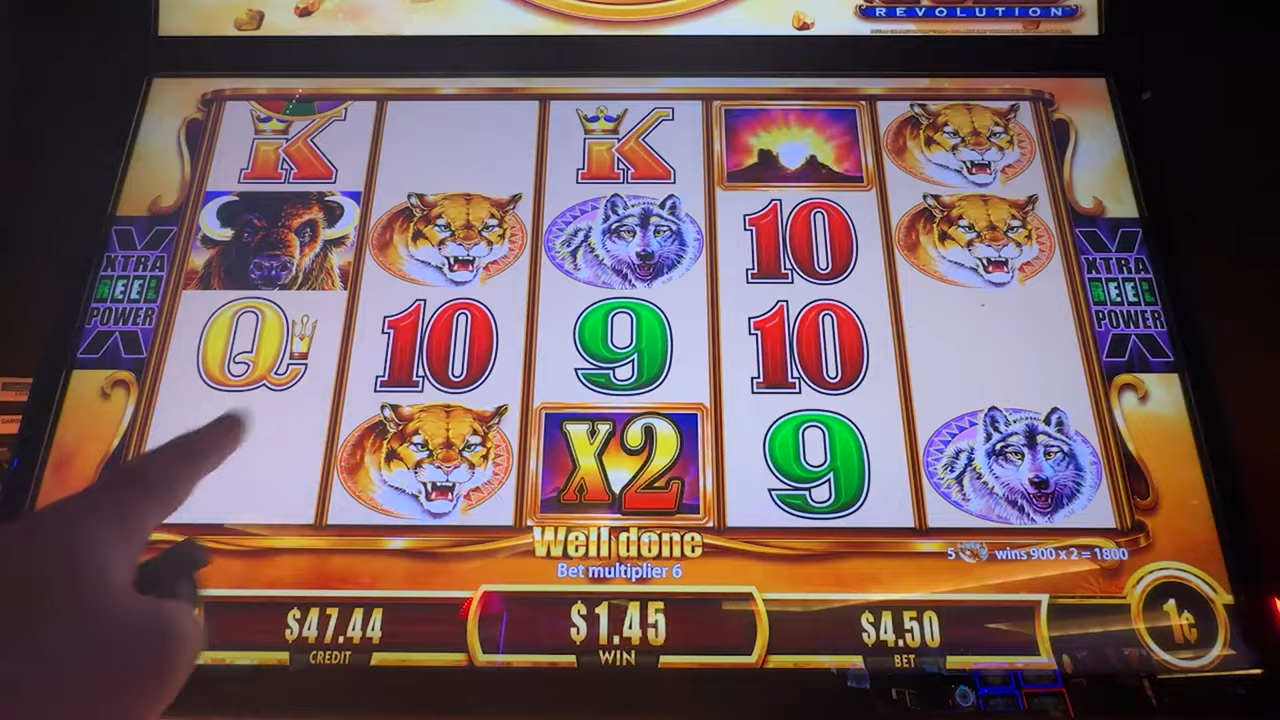 REVOLUTION
K K
XTRA REEL POWER
10
XTRA REEL POWER
Q 10 9 10
X2 9
Well done
Bet multiplier 6
5 wins 900 x 2 = 1800
$47.44 $1.45 $4.50
CREDIT WIN BET
1¢